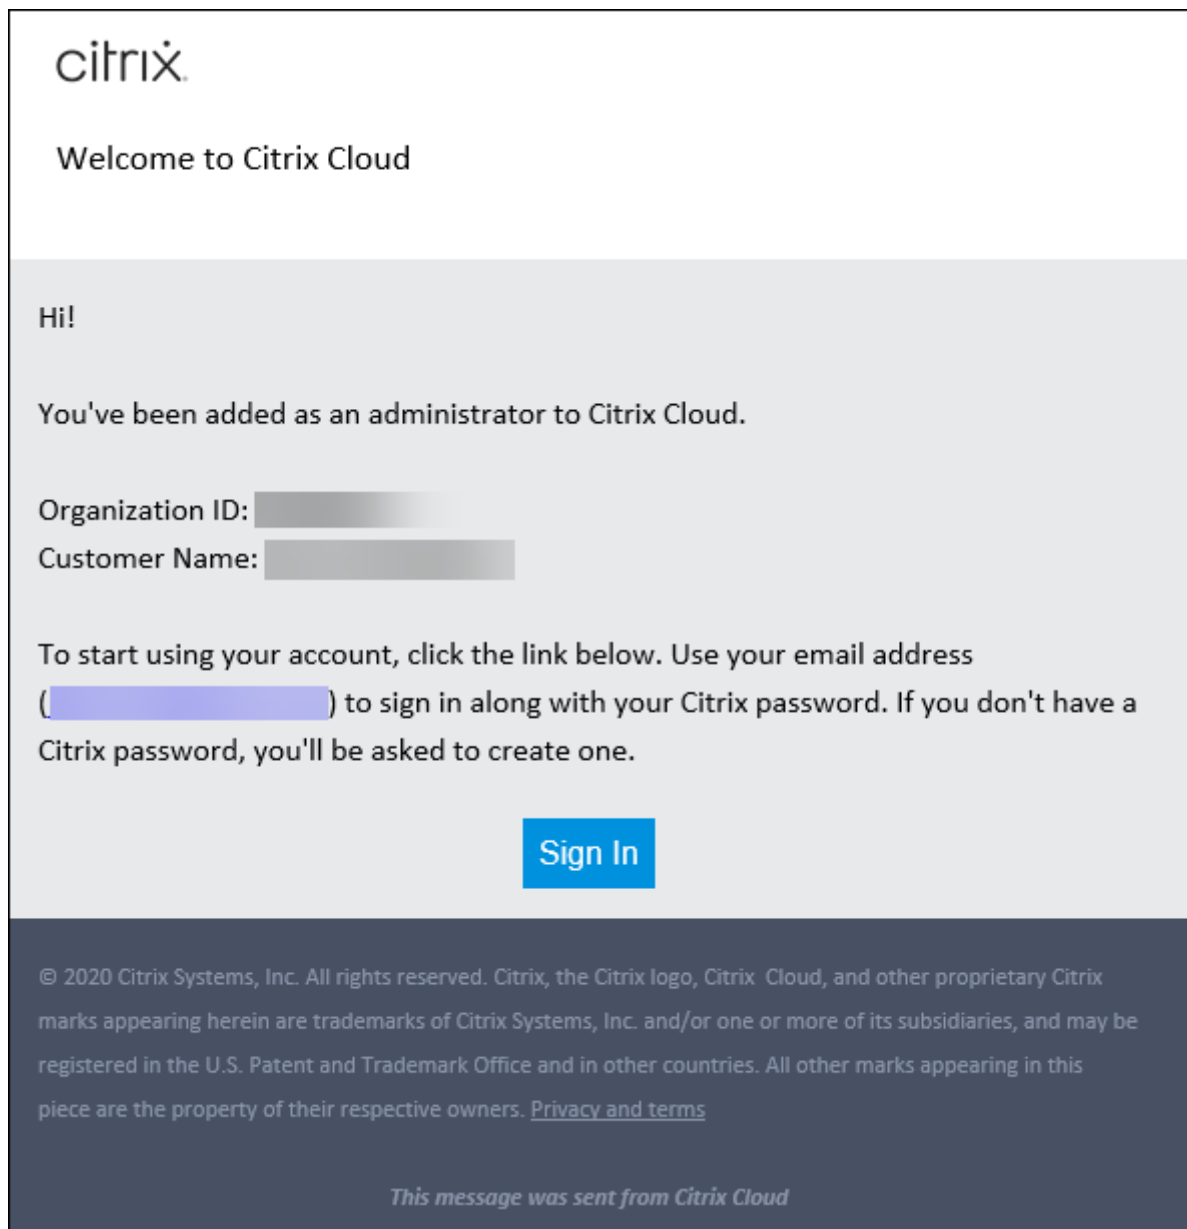 citrix
Welcome to Citrix Cloud
Hi!
You've been added as an administrator to Citrix Cloud.
Organization ID:
Customer Name:
To start using your account, click the link below. Use your email address
( ) to sign in along with your Citrix password. If you don't have a
Citrix password, you'll be asked to create one.
Sign In
© 2020 Citrix Systems, Inc. All rights reserved. Citrix, the Citrix logo, Citrix Cloud, and other proprietary Citrix
marks appearing herein are trademarks of Citrix Systems, Inc. and/or one or more of its subsidiaries, and may be
registered in the U.S. Patent and Trademark Office and in other countries. All other marks appearing in this
piece are the property of their respective owners. Privacy and terms
This message was sent from Citrix Cloud